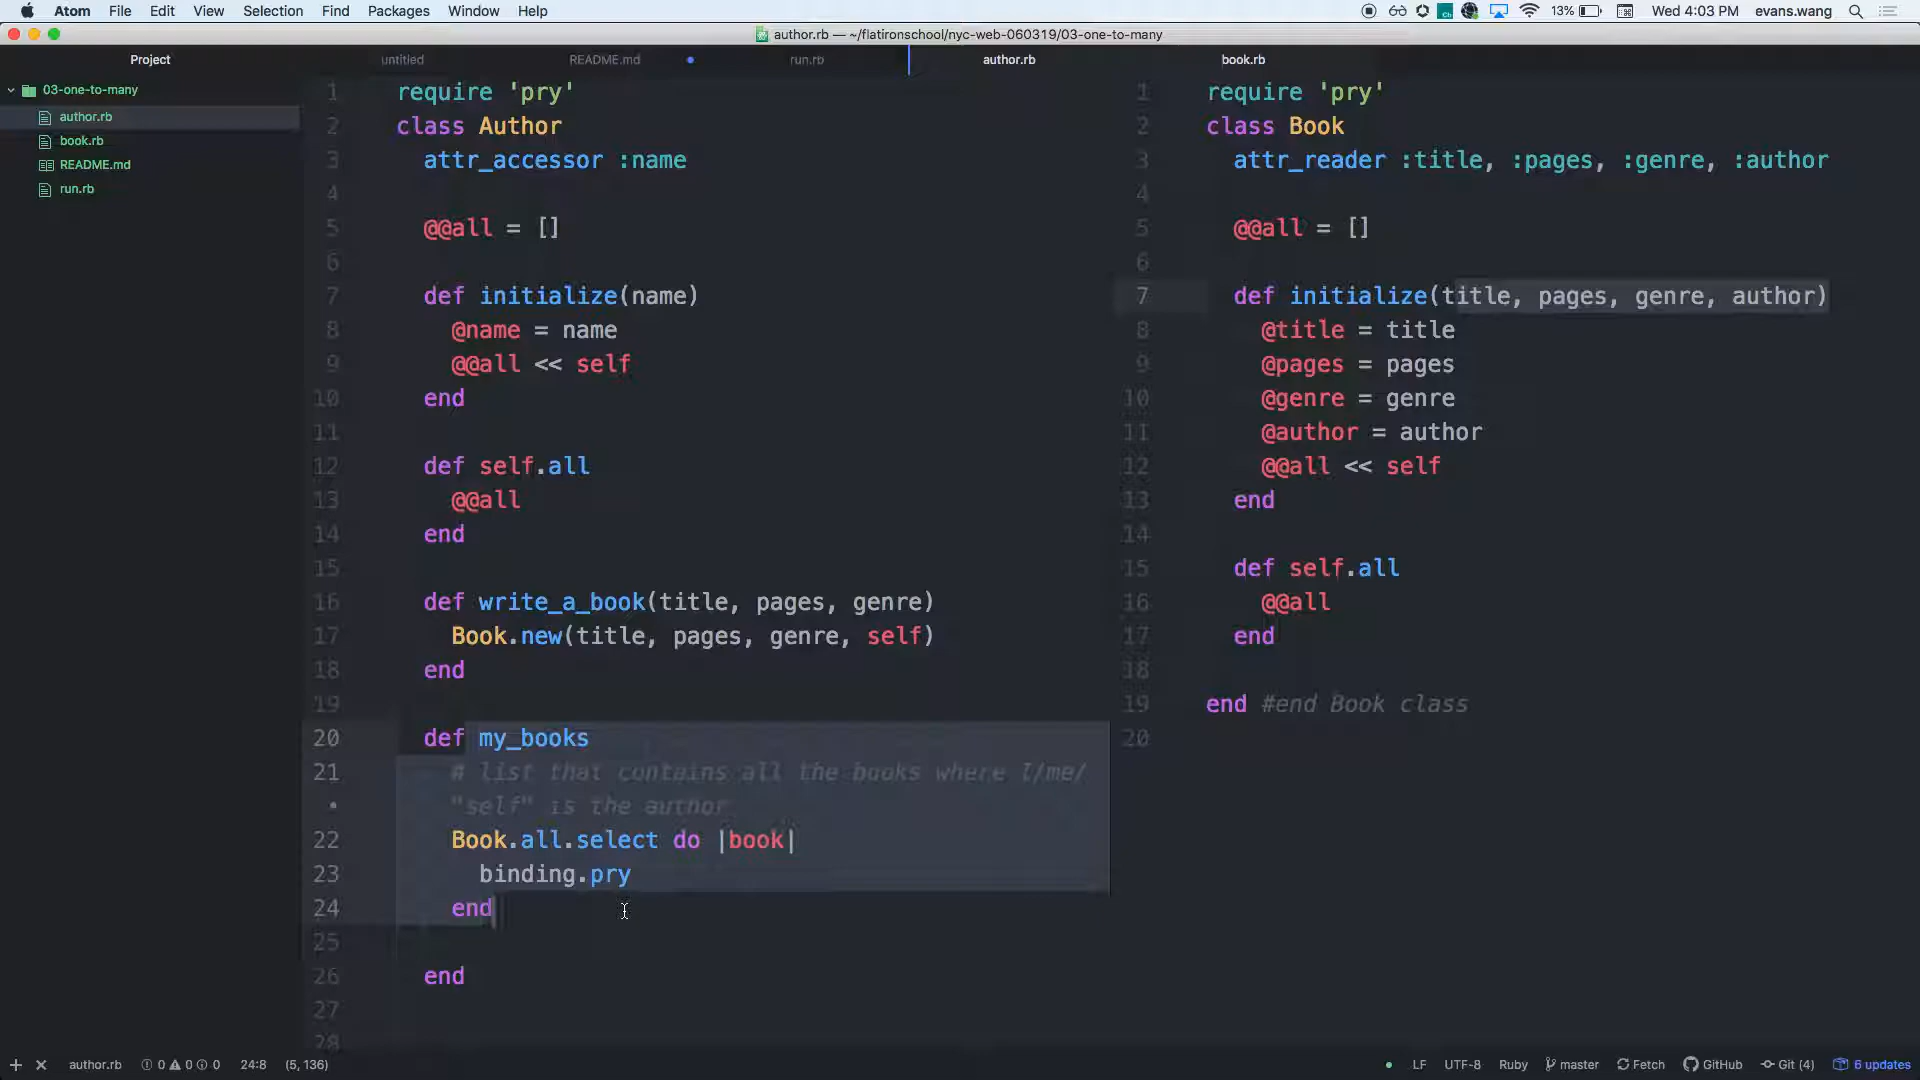 Atom File Edit View Selection Find Packages Window Help 13% Wed 4:03 PM evans.wang
author.rb — ~/flatironschool/nyc-web-060319/03-one-to-many
Project untitled README.md run.rb author.rb book.rb
03-one-to-many
author.rb
book.rb
README.md
run.rb
1 require 'pry'
2 class Author
3 attr_accessor :name
4
5 @@all = []
6
7 def initialize(name)
8 @name = name
9 @@all << self
10 end
11
12 def self.all
13 @@all
14 end
15
16 def write_a_book(title, pages, genre)
17 Book.new(title, pages, genre, self)
18 end
19
20 def my_books
21 # list that contains all the books where I/me/
• "self" is the author
22 Book.all.select do |book|
23 binding.pry
24 end
25
26 end
27
28
1 require 'pry'
2 class Book
3 attr_reader :title, :pages, :genre, :author
4
5 @@all = []
6
7 def initialize(title, pages, genre, author)
8 @title = title
9 @pages = pages
10 @genre = genre
11 @author = author
12 @@all << self
13 end
14
15 def self.all
16 @@all
17 end
18
19 end #end Book class
20
author.rb 0 0 0 24:8 (5, 136) LF UTF-8 Ruby master Fetch GitHub Git (4) 6 updates